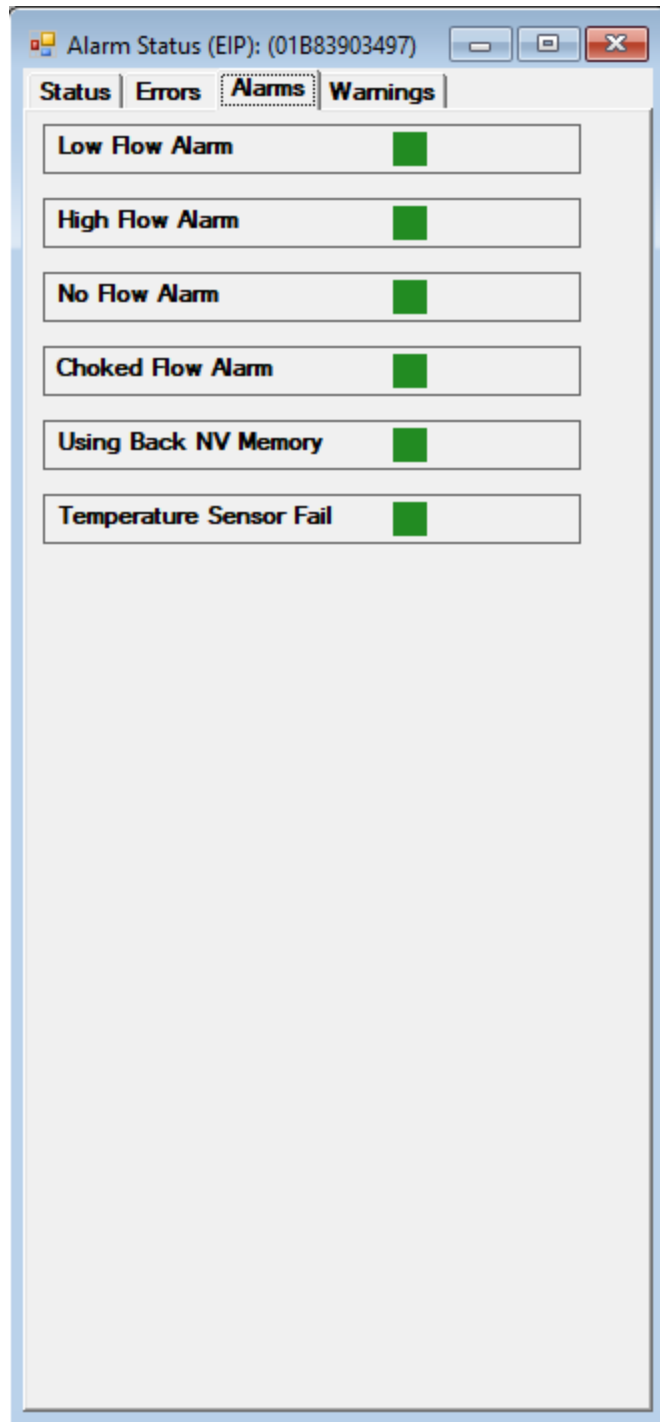 Alarm Status (EIP): (01B83903497)
Status Errors Alarms Warnings
Low Flow Alarm
High Flow Alarm
No Flow Alarm
Choked Flow Alarm
Using Back NV Memory
Temperature Sensor Fail